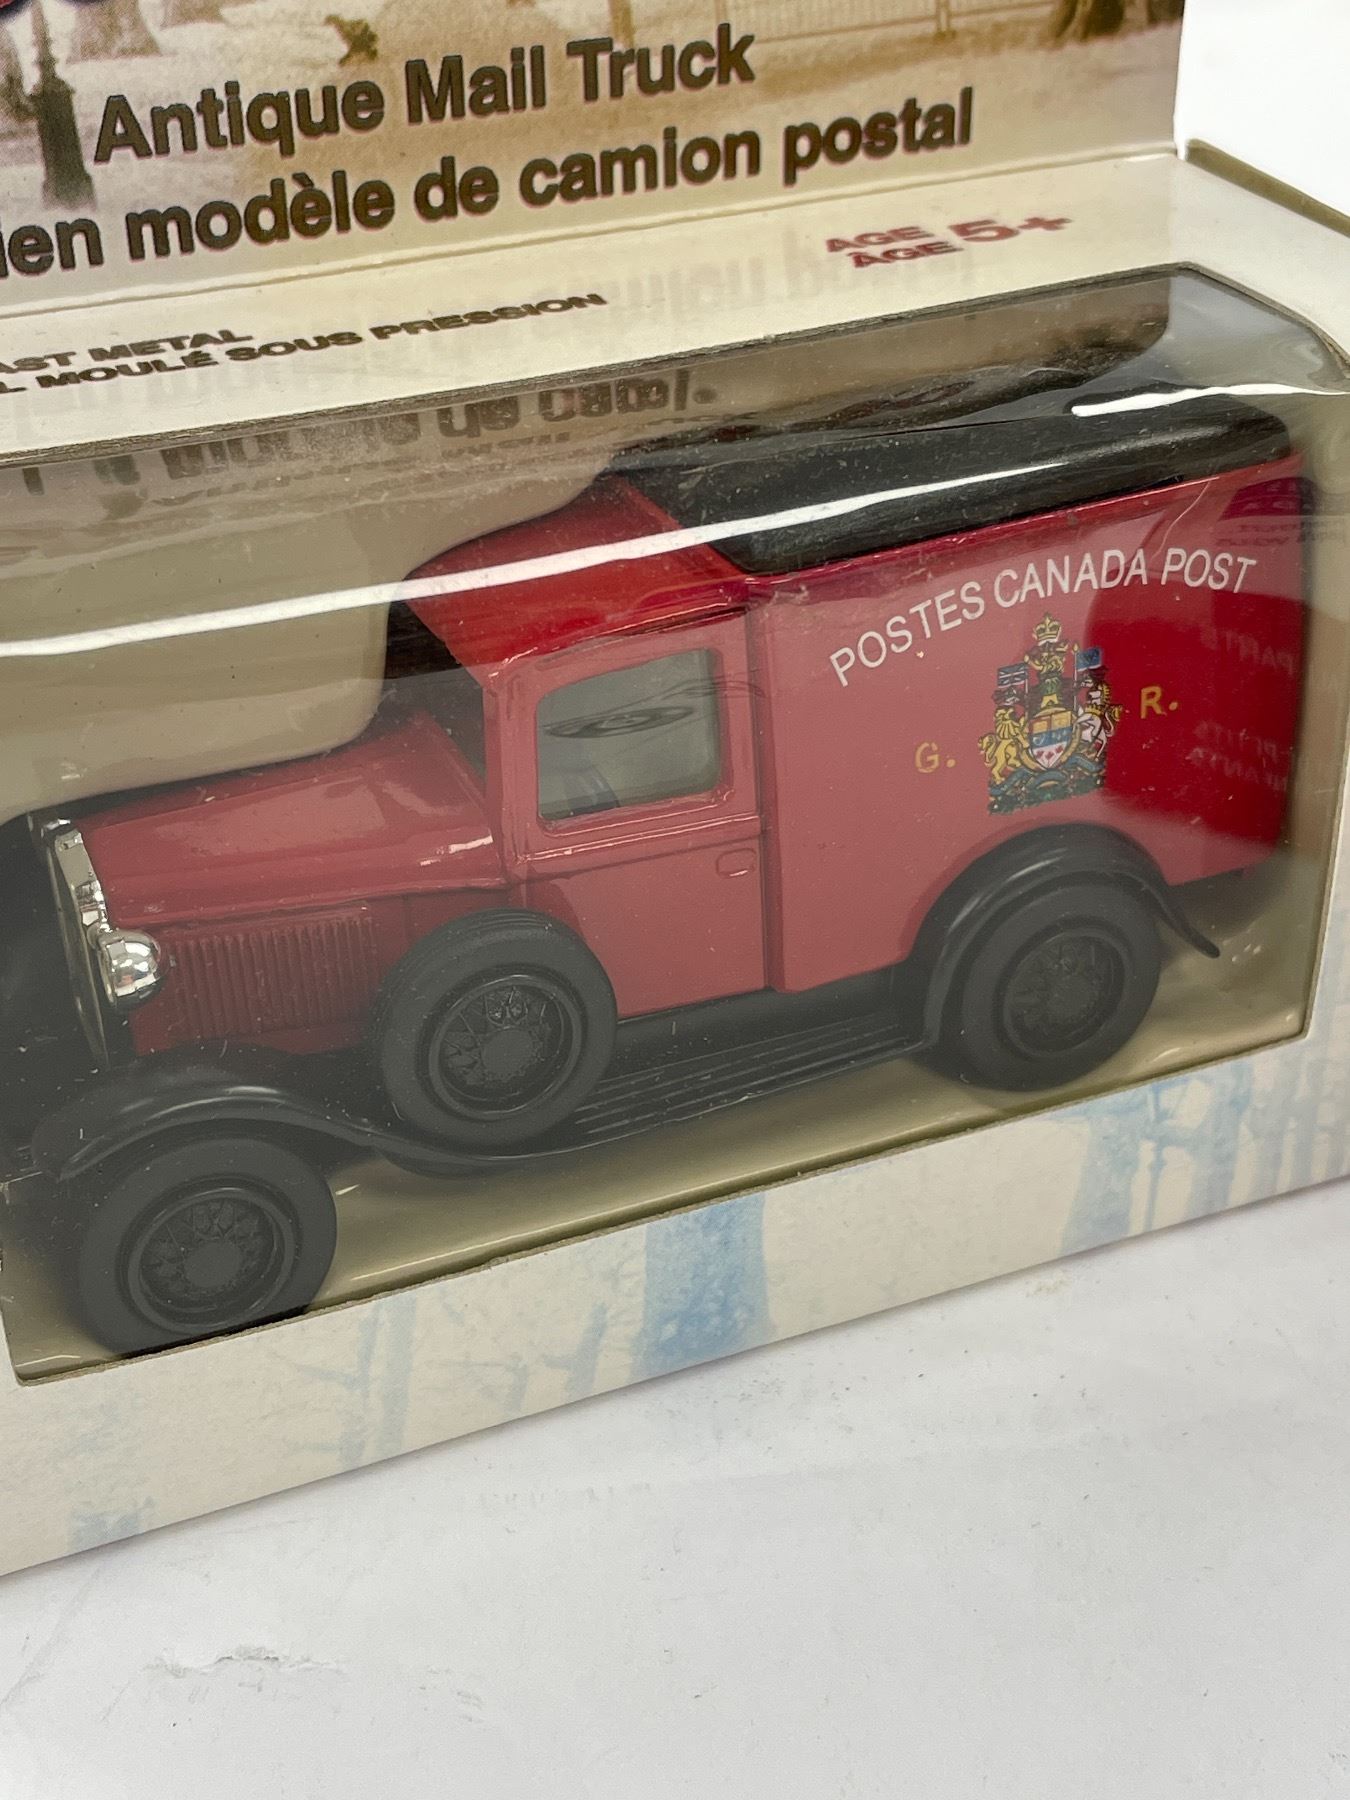 Antique Mail Truck
ien modèle de camion postal
AGE
ÂGE 5+
AST METAL
L MOULÉ SOUS PRESSION
POSTES CANADA POST
G. R.